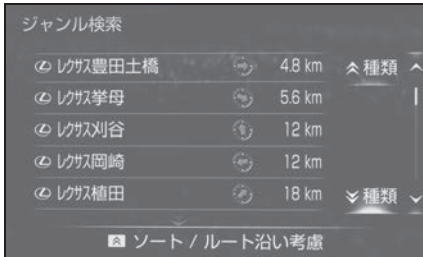 ジャンル検索
レクサス豊田土橋 4.8 km
種類
レクサス挙母 5.6 km
レクサス刈谷 12 km
レクサス岡崎 12 km
レクサス植田 18 km
種類
ソート / ルート沿い考慮